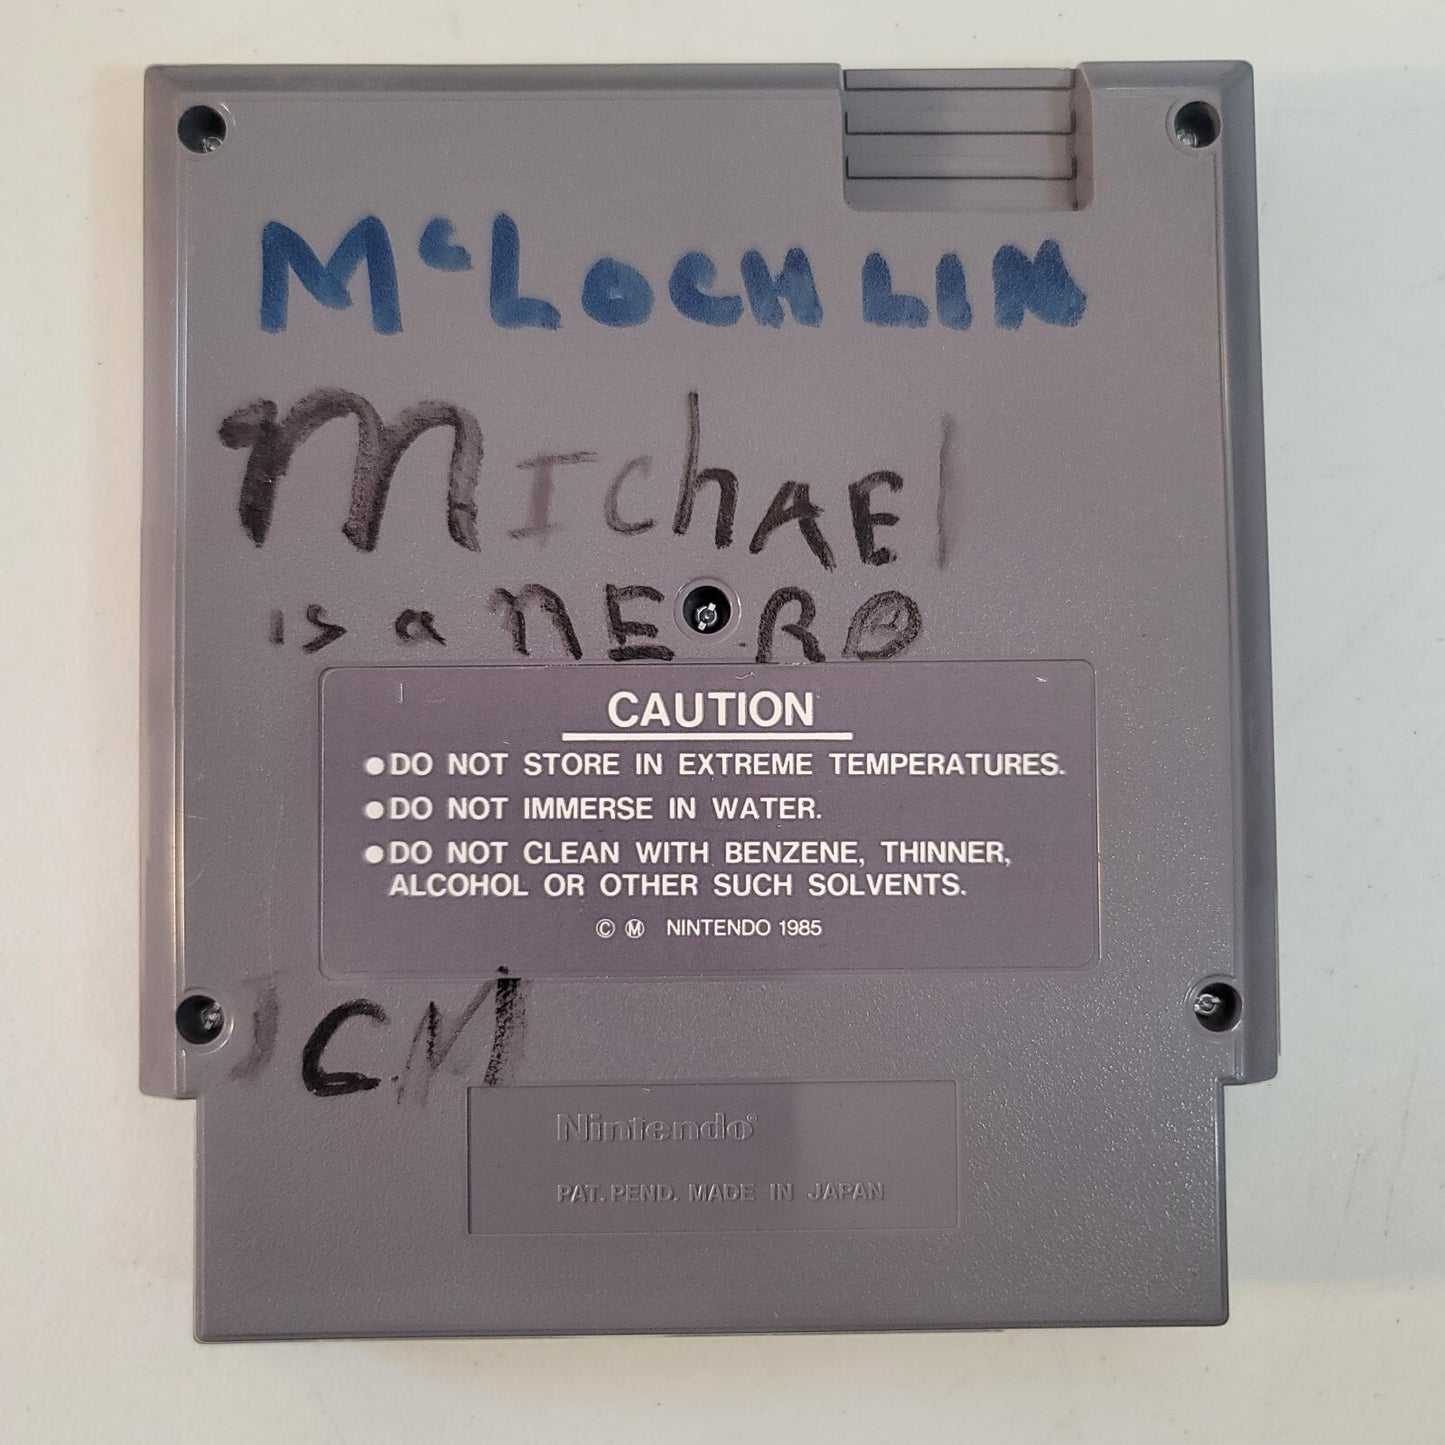 McLOCHLIN
MIchAEl
is a NERD
CAUTION
●DO NOT STORE IN EXTREME TEMPERATURES.
●DO NOT IMMERSE IN WATER.
●DO NOT CLEAN WITH BENZENE, THINNER,
ALCOHOL OR OTHER SUCH SOLVENTS.
© Ⓜ NINTENDO 1985
JCM
Nintendo®
PAT. PEND. MADE IN JAPAN